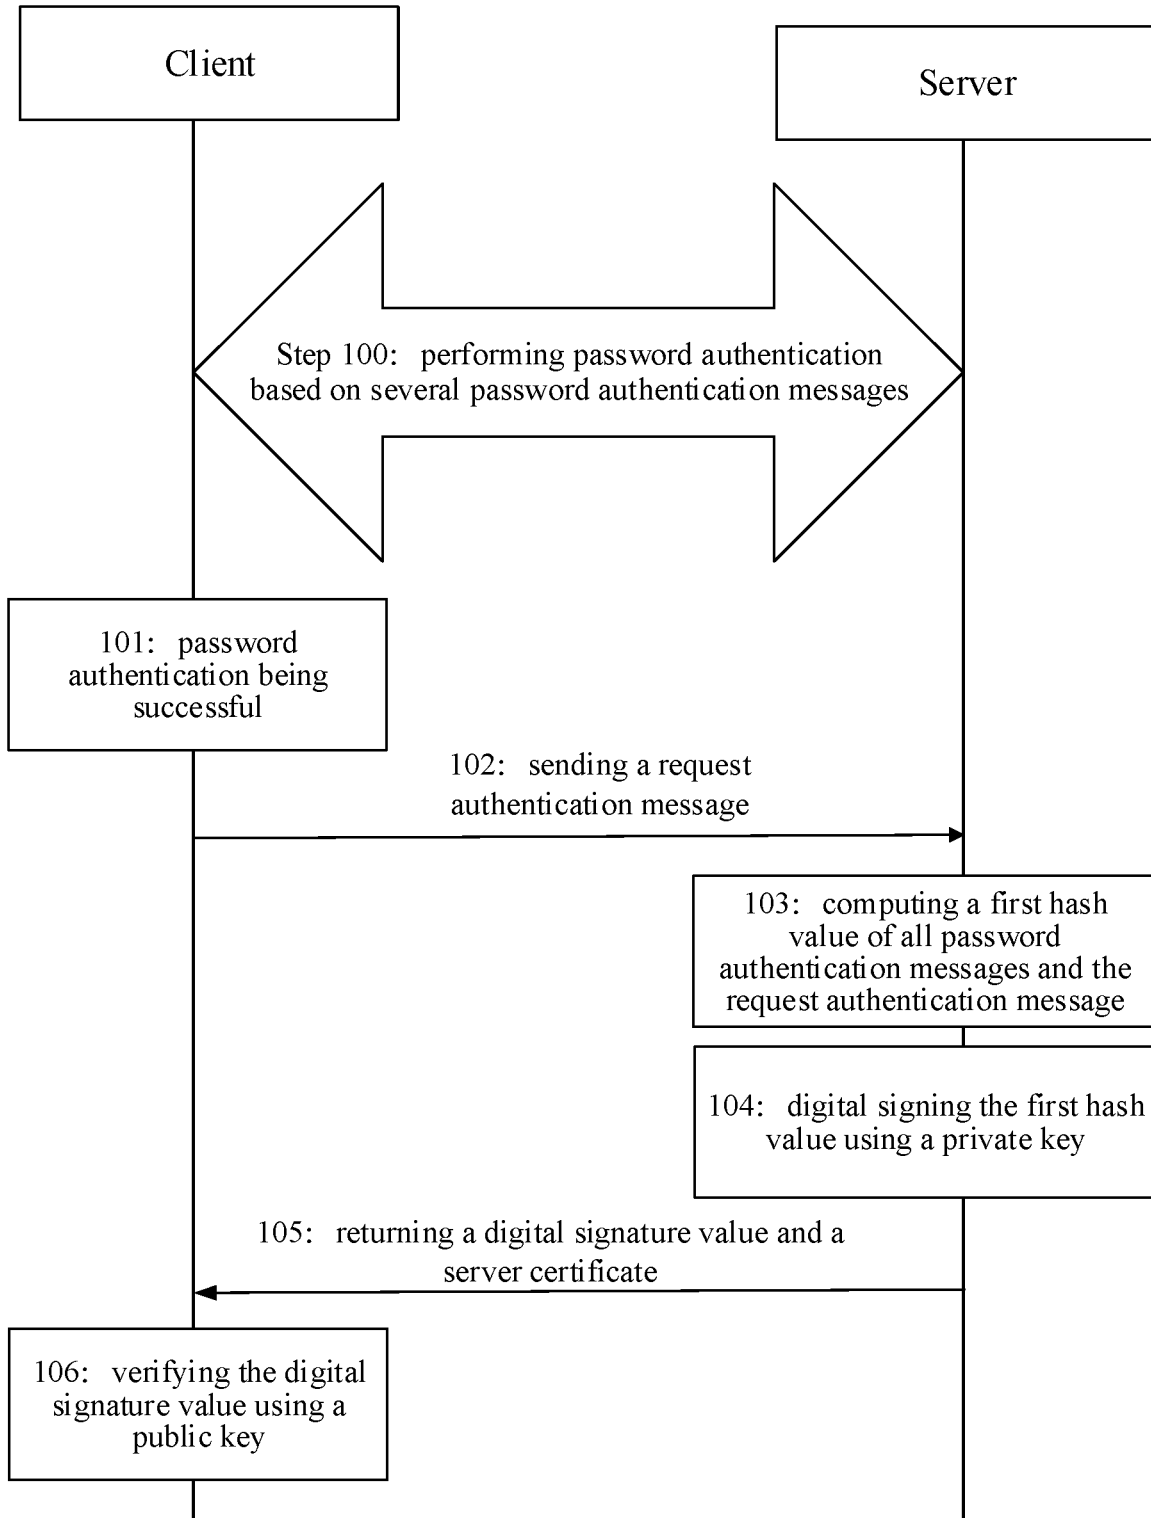 Client
Server
Step 100: performing password authentication
based on several password authentication messages
101: password
authentication being
successful
102: sending a request
authentication message
103: computing a first hash
value of all password
authentication messages and the
request authentication message
104: digital signing the first hash
value using a private key
105: returning a digital signature value and a
server certificate
106: verifying the digital
signature value using a
public key